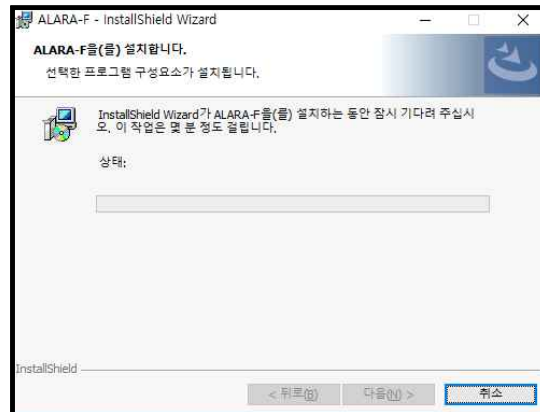 ALARA-F - InstallShield Wizard
ALARA-F을(를) 설치합니다.
선택한 프로그램 구성요소가 설치됩니다.
InstallShield Wizard가 ALARA-F을(를) 설치하는 동안 잠시 기다려 주십시
오. 이 작업은 몇 분 정도 걸립니다.
상태:
InstallShield
< 뒤로(B)
다음(N) >
취소